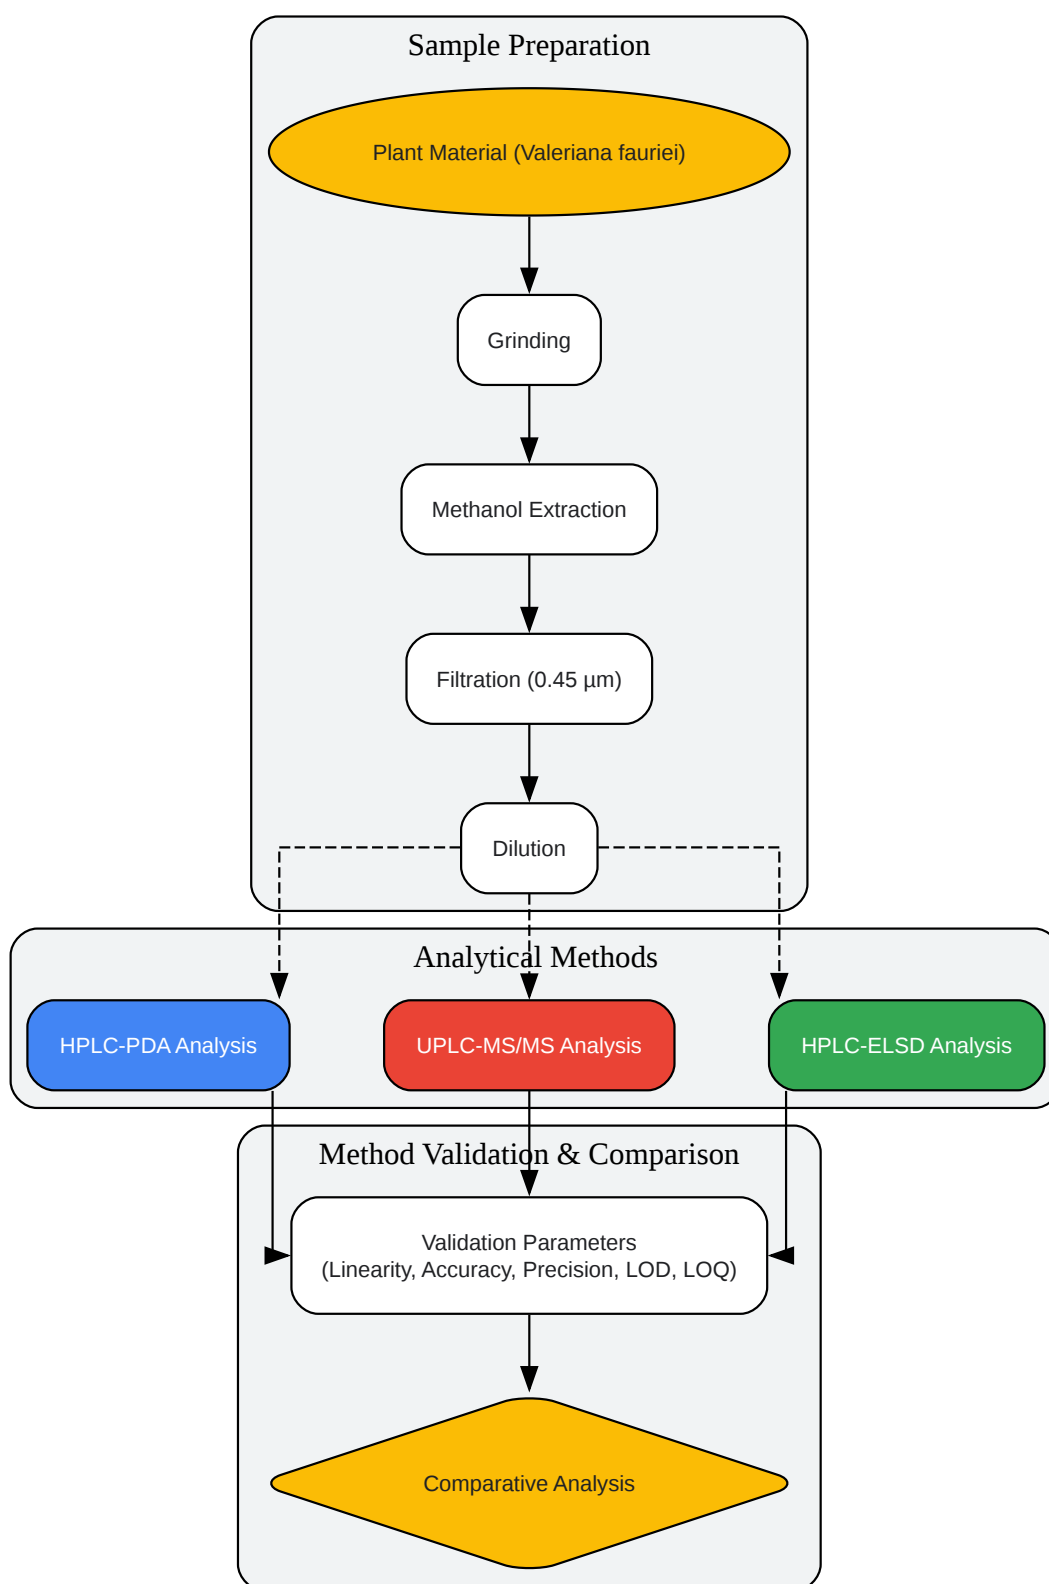 Sample Preparation
Plant Material (Valeriana fauriei)
Grinding
Methanol Extraction
Filtration (0.45 µm)
Dilution
Analytical Methods
HPLC-PDA Analysis
UPLC-MS/MS Analysis
HPLC-ELSD Analysis
Method Validation & Comparison
Validation Parameters
(Linearity, Accuracy, Precision, LOD, LOQ)
Comparative Analysis